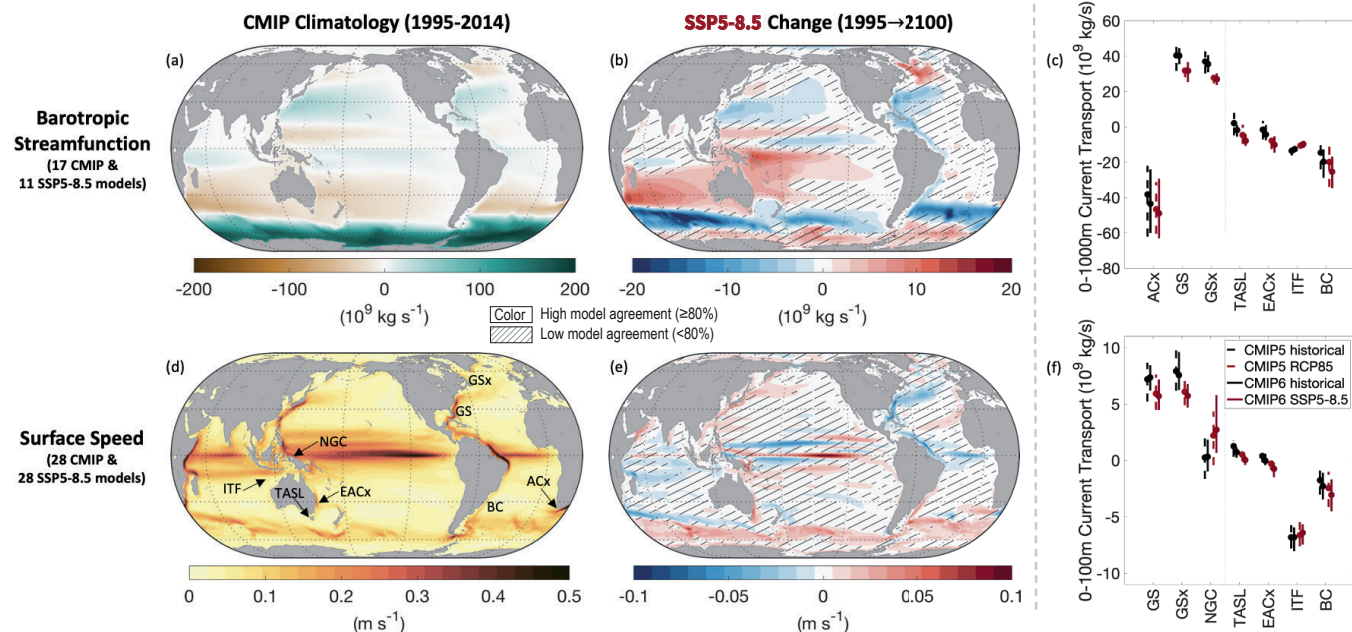 CMIP Climatology (1995-2014)
SSP5-8.5 Change (1995→2100)
Barotropic
Streamfunction
(17 CMIP &
11 SSP5-8.5 models)
(a)
-200 -100 0 100 200
(10⁹ kg s⁻¹)
(b)
-20 -10 0 10 20
(10⁹ kg s⁻¹)
(c)
0-1000m Current Transport (10⁹ kg/s)
60
40
20
0
-20
-40
-60
-80
ACx GS GSx TASL EACx ITF BC
Color High model agreement (≥80%)
Low model agreement (<80%)
Surface Speed
(28 CMIP &
28 SSP5-8.5 models)
(d)
GSx
GS
NGC
ITF
TASL
EACx
BC
ACx
0 0.1 0.2 0.3 0.4 0.5
(m s⁻¹)
(e)
-0.1 -0.05 0 0.05 0.1
(m s⁻¹)
(f)
0-100m Current Transport (10⁹ kg/s)
10
5
0
-5
-10
CMIP5 historical
CMIP5 RCP85
CMIP6 historical
CMIP6 SSP5-8.5
GS GSx NGC TASL EACx ITF BC